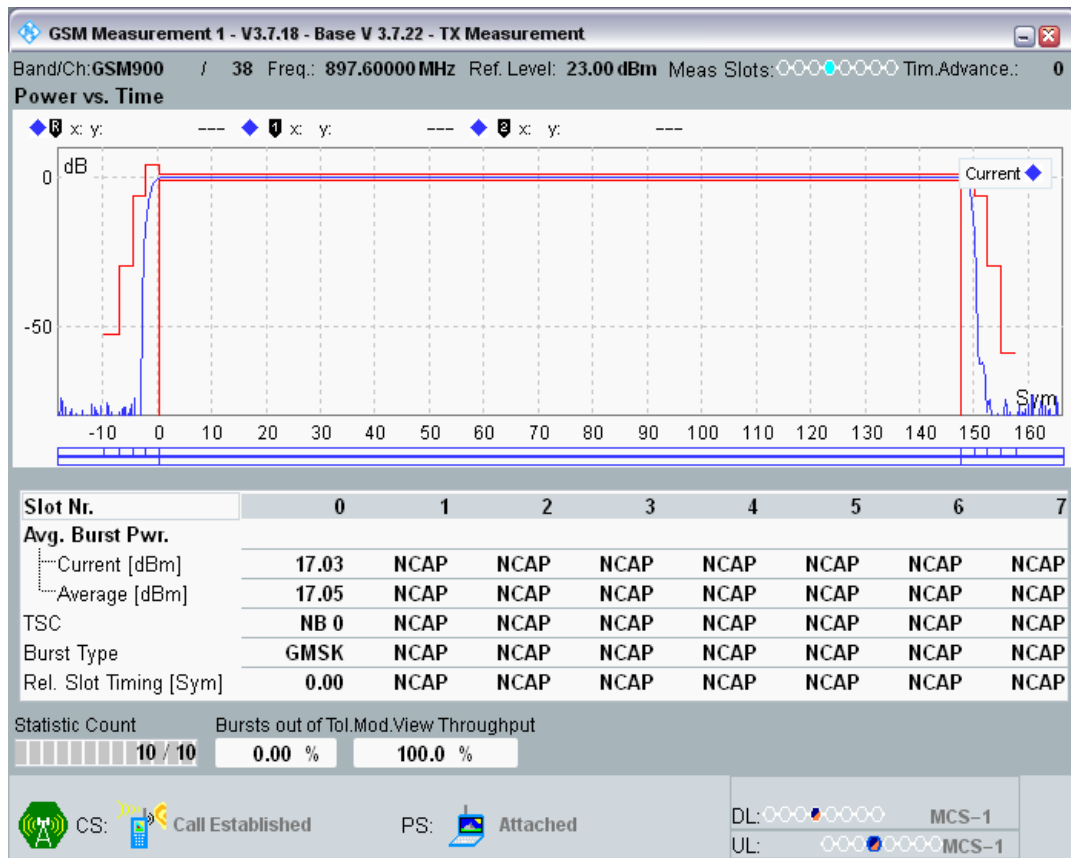 GSM Measurement 1 - V3.7.18 - Base V 3.7.22 - TX Measurement
Band/Ch:GSM900 / 38 Freq.: 897.60000 MHz Ref. Level: 23.00 dBm Meas Slots: Tim.Advance.: 0
Power vs. Time
R x: y: --- 1 x: y: --- 2 x: y: ---
dB
Current
0
-50
Sym
-10 0 10 20 30 40 50 60 70 80 90 100 110 120 130 140 150 160
Slot Nr. 0 1 2 3 4 5 6 7
Avg. Burst Pwr.
Current [dBm] 17.03 NCAP NCAP NCAP NCAP NCAP NCAP NCAP
Average [dBm] 17.05 NCAP NCAP NCAP NCAP NCAP NCAP NCAP
TSC NB 0 NCAP NCAP NCAP NCAP NCAP NCAP NCAP
Burst Type GMSK NCAP NCAP NCAP NCAP NCAP NCAP NCAP
Rel. Slot Timing [Sym] 0.00 NCAP NCAP NCAP NCAP NCAP NCAP NCAP
Statistic Count Bursts out of Tol.Mod.View Throughput
10 / 10 0.00 % 100.0 %
CS: Call Established PS: Attached
DL: MCS-1
UL: MCS-1